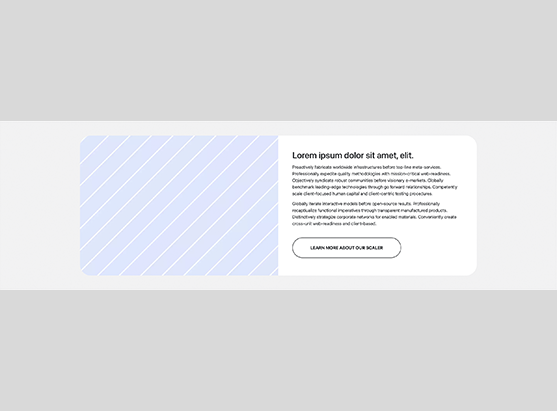 Lorem ipsum dolor sit amet, elit.
Proactively fabricate worldwide infrastructures before top-line meta-services.
Professionally expedite quality methodologies with mission-critical web-readiness.
Objectively syndicate robust communities before visionary e-markets. Globally
benchmark leading-edge technologies through go forward relationships. Competently
scale client-focused human capital and client-centric testing procedures.
Globally iterate interactive models before open-source results. Professionally
recaptiualize functional imperatives through transparent manufactured products.
Distinctively strategize corporate networks for enabled materials. Conveniently create
cross-unit web-readiness and client-based.
LEARN MORE ABOUT OUR SCALER